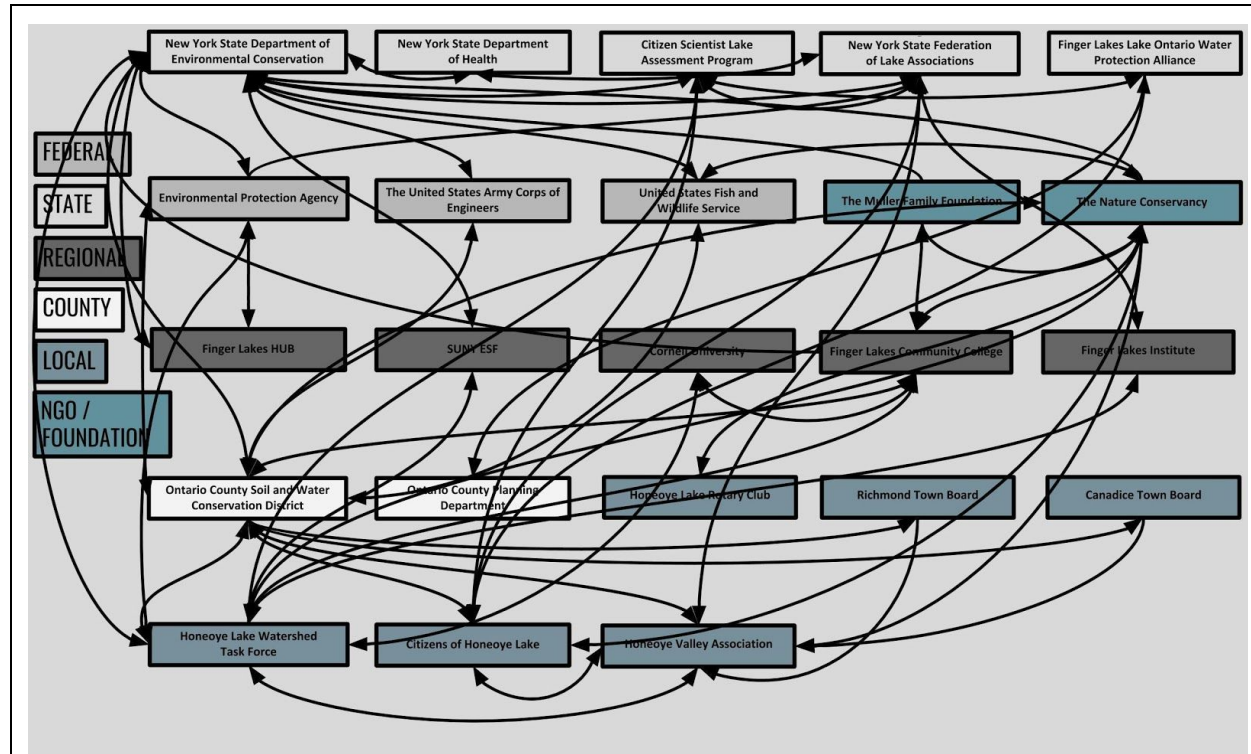 New York State Department of
Environmental Conservation
New York State Department
of Health
Citizen Scientist Lake
Assessment Program
New York State Federation
of Lake Associations
Finger Lakes Lake Ontario Water
Protection Alliance
FEDERAL
STATE
REGIONAL
COUNTY
LOCAL
NGO /
FOUNDATION
Environmental Protection Agency
The United States Army Corps of
Engineers
United States Fish and
Wildlife Service
The Muller Family Foundation
The Nature Conservancy
Finger Lakes HUB
SUNY ESF
Cornell University
Finger Lakes Community College
Finger Lakes Institute
Ontario County Soil and Water
Conservation District
Ontario County Planning
Department
Honeoye Lake Rotary Club
Richmond Town Board
Canadice Town Board
Honeoye Lake Watershed
Task Force
Citizens of Honeoye Lake
Honeoye Valley Association